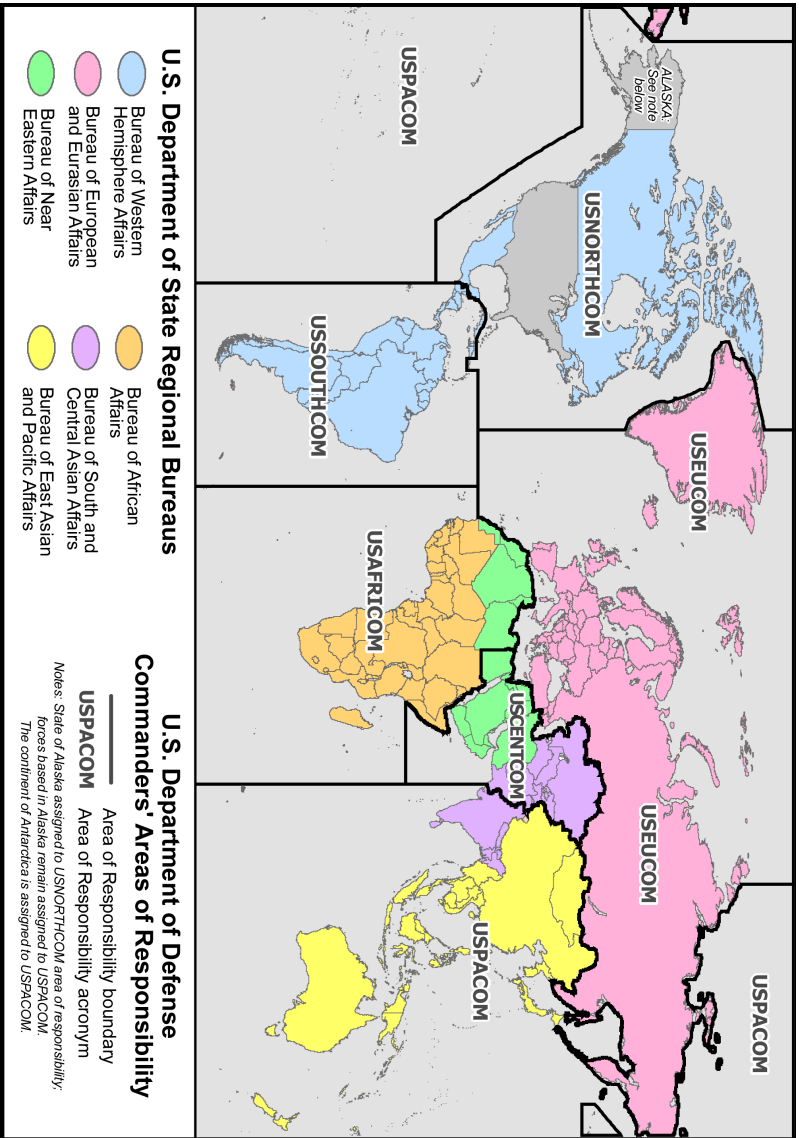 ALASKA:
See note
below
USPACOM
USNORTHCOM
USSOUTHCOM
USEUCOM
USAFRICOM
USCENTCOM
USEUCOM
USPACOM
USPACOM
U.S. Department of State Regional Bureaus
Bureau of Western
Hemisphere Affairs
Bureau of European
and Eurasian Affairs
Bureau of Near
Eastern Affairs
Bureau of African
Affairs
Bureau of South and
Central Asian Affairs
Bureau of East Asian
and Pacific Affairs
U.S. Department of Defense
Commanders' Areas of Responsibility
Area of Responsibility boundary
USPACOM Area of Responsibility acronym
Notes: State of Alaska assigned to USNORTHCOM area of responsibility;
forces based in Alaska remain assigned to USPACOM.
The continent of Antarctica is assigned to USPACOM.